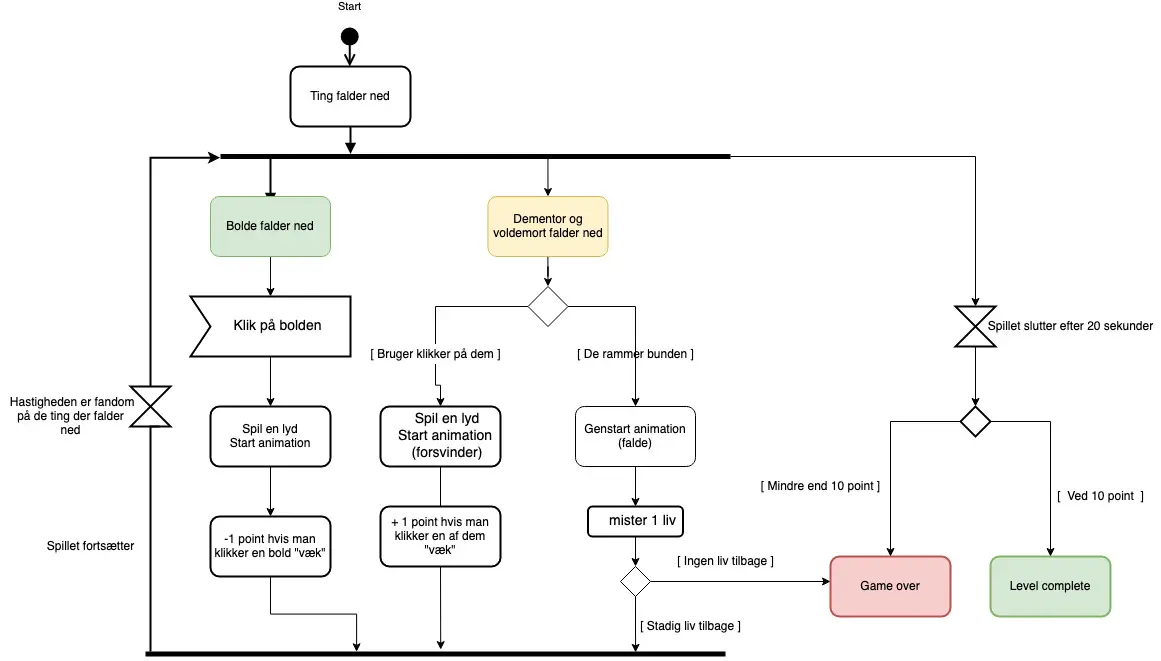 Start
Ting falder ned
Bolde falder ned
Dementor og
voldemort falder ned
Klik på bolden
Spillet slutter efter 20 sekunder
[ Bruger klikker på dem ]
[ De rammer bunden ]
Hastigheden er fandom
på de ting der falder
ned
Spil en lyd
Start animation
Spil en lyd
Start animation
(forsvinder)
Genstart animation
(falde)
[ Mindre end 10 point ]
[ Ved 10 point ]
Spillet fortsætter
-1 point hvis man
klikker en bold "væk"
+ 1 point hvis man
klikker en af dem
"væk"
mister 1 liv
[ Ingen liv tilbage ]
Game over
Level complete
[ Stadig liv tilbage ]